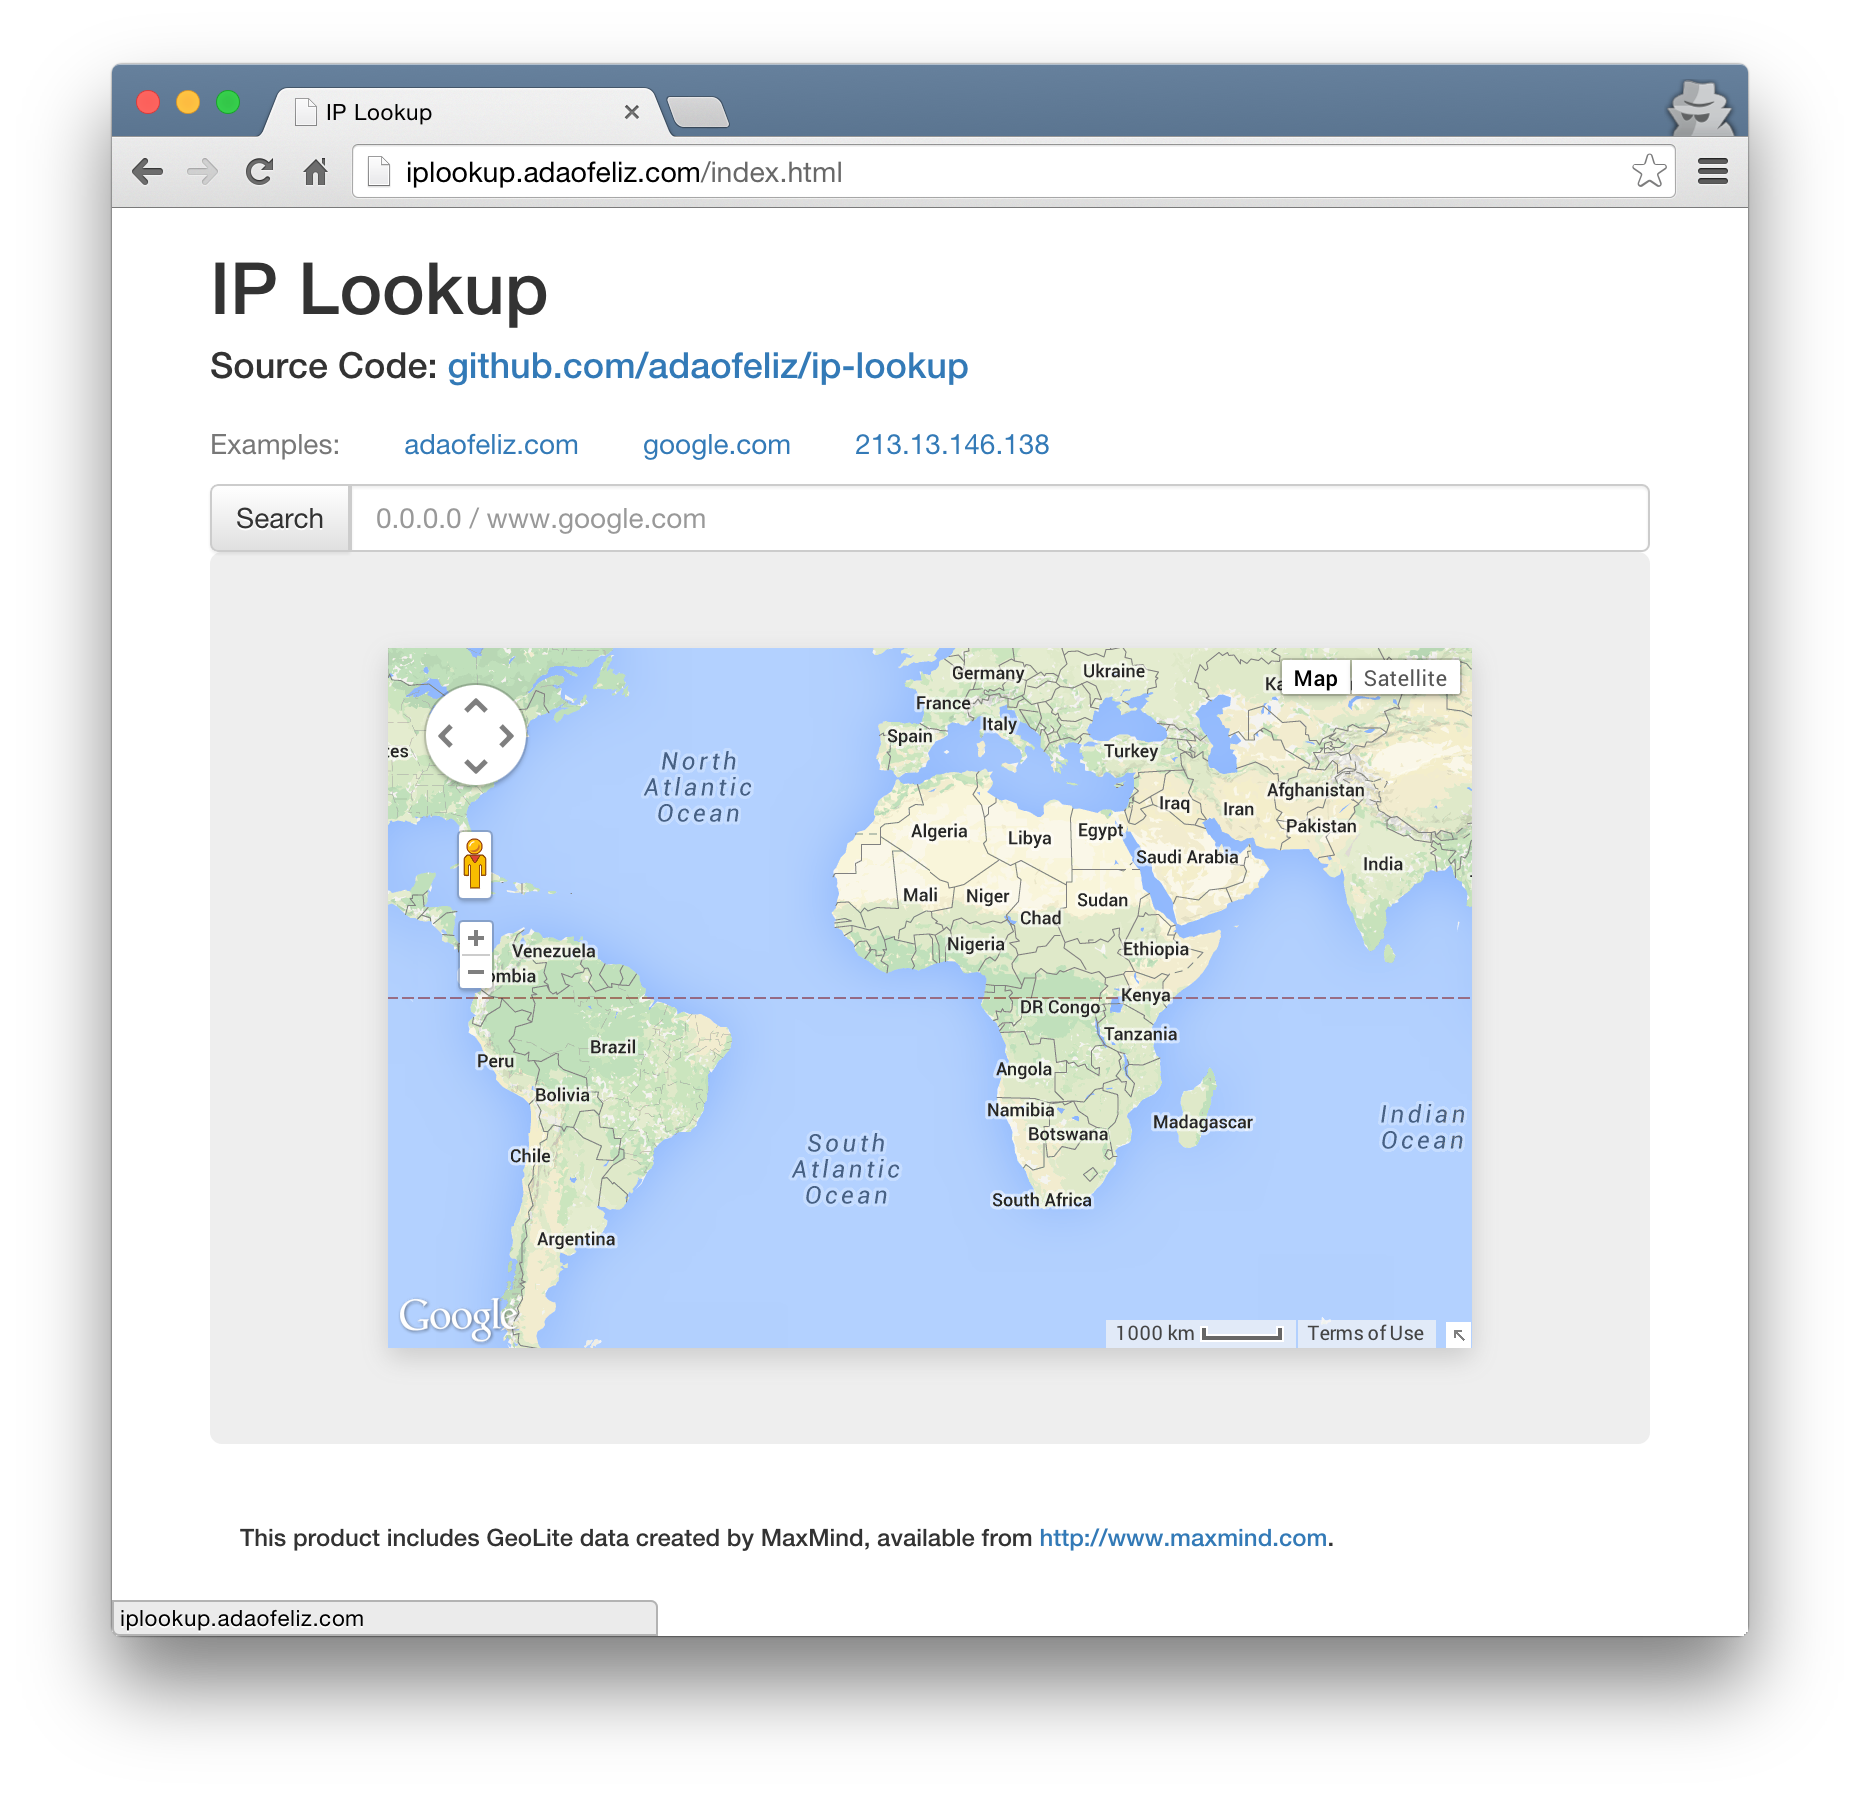 IP Lookup
iplookup.adaofeliz.com/index.html
IP Lookup
Source Code: github.com/adaofeliz/ip-lookup
Examples: adaofeliz.com google.com 213.13.146.138
Search 0.0.0.0 / www.google.com
Map Satellite
Germany
Ukraine
France
Italy
Spain
Turkey
North
Atlantic
Ocean
Afghanistan
Iraq
Iran
Pakistan
Algeria
Libya
Egypt
Saudi Arabia
India
Mali
Niger
Chad
Sudan
Nigeria
Ethiopia
Venezuela
ombia
DR Congo
Kenya
Tanzania
Brazil
Peru
Bolivia
Angola
Namibia
Botswana
Madagascar
Indian
Ocean
South
Atlantic
Ocean
Chile
South Africa
Argentina
Google
1000 km Terms of Use
This product includes GeoLite data created by MaxMind, available from http://www.maxmind.com.
iplookup.adaofeliz.com